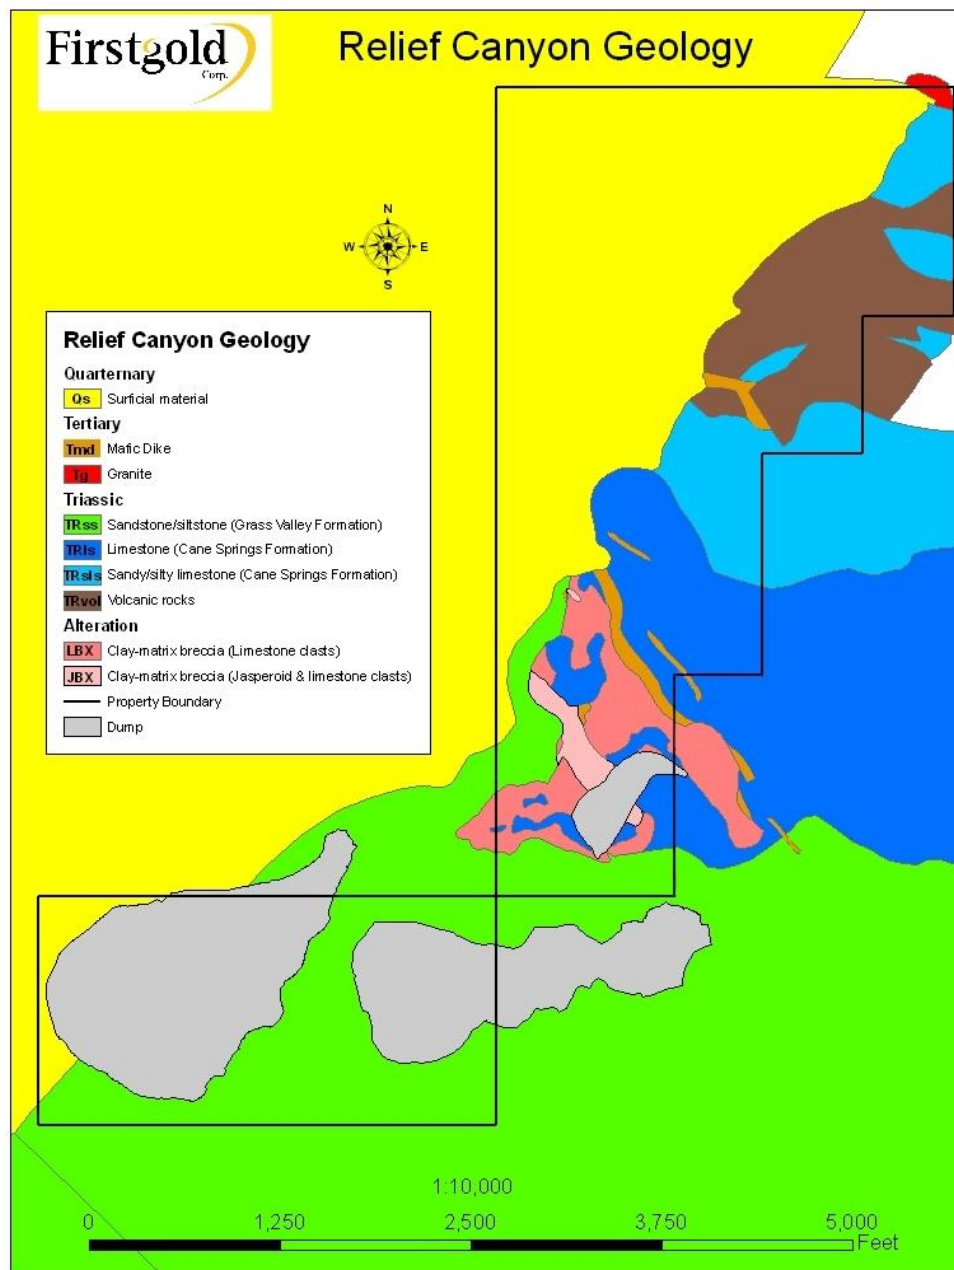 Firstgold
Corp.
Relief Canyon Geology
N
W E
S
Relief Canyon Geology
Quarternary
Qs Surficial material
Tertiary
Tmd Mafic Dike
Tg Granite
Triassic
TRss Sandstone/siltstone (Grass Valley Formation)
TRls Limestone (Cane Springs Formation)
TRsls Sandy/silty limestone (Cane Springs Formation)
TRvol Volcanic rocks
Alteration
LBX Clay-matrix breccia (Limestone clasts)
JBX Clay-matrix breccia (Jasperoid & limestone clasts)
Property Boundary
Dump
1:10,000
0 1,250 2,500 3,750 5,000
Feet